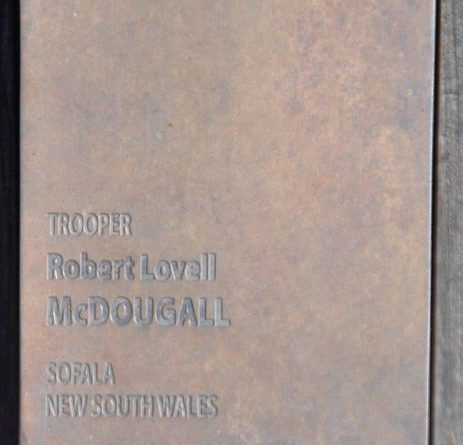 TROOPER
Robert Lovell
McDOUGALL
SOFALA
NEW SOUTH WALES